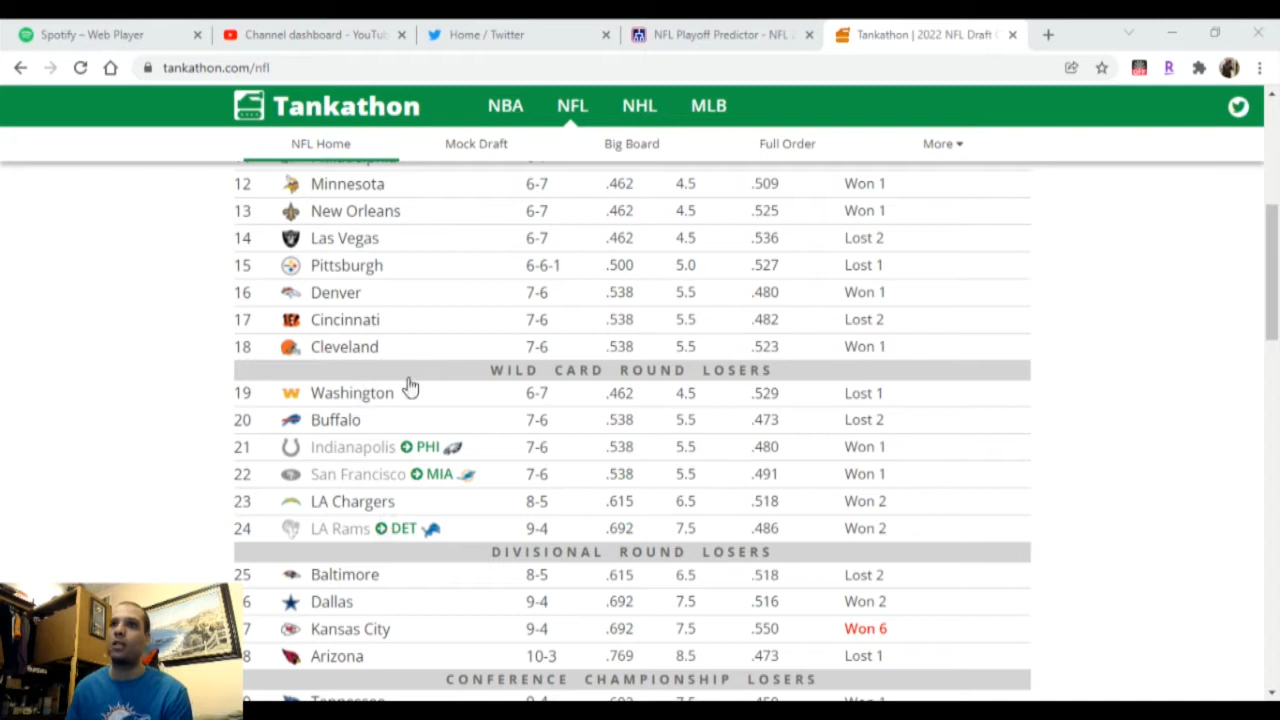 Spotify – Web Player
Channel dashboard - YouTub
Home / Twitter
NFL Playoff Predictor - NFL
Tankathon | 2022 NFL Draft
tankathon.com/nfl
Tankathon NBA NFL NHL MLB
NFL Home Mock Draft Big Board Full Order More
12 Minnesota 6-7 .462 4.5 .509 Won 1
13 New Orleans 6-7 .462 4.5 .525 Won 1
14 Las Vegas 6-7 .462 4.5 .536 Lost 2
15 Pittsburgh 6-6-1 .500 5.0 .527 Lost 1
16 Denver 7-6 .538 5.5 .480 Won 1
17 Cincinnati 7-6 .538 5.5 .482 Lost 2
18 Cleveland 7-6 .538 5.5 .523 Won 1
WILD CARD ROUND LOSERS
19 Washington 6-7 .462 4.5 .529 Lost 1
20 Buffalo 7-6 .538 5.5 .473 Lost 2
21 Indianapolis PHI 7-6 .538 5.5 .480 Won 1
22 San Francisco MIA 7-6 .538 5.5 .491 Won 1
23 LA Chargers 8-5 .615 6.5 .518 Won 2
24 LA Rams DET 9-4 .692 7.5 .486 Won 2
DIVISIONAL ROUND LOSERS
25 Baltimore 8-5 .615 6.5 .518 Lost 2
6 Dallas 9-4 .692 7.5 .516 Won 2
7 Kansas City 9-4 .692 7.5 .550 Won 6
8 Arizona 10-3 .769 8.5 .473 Lost 1
CONFERENCE CHAMPIONSHIP LOSERS